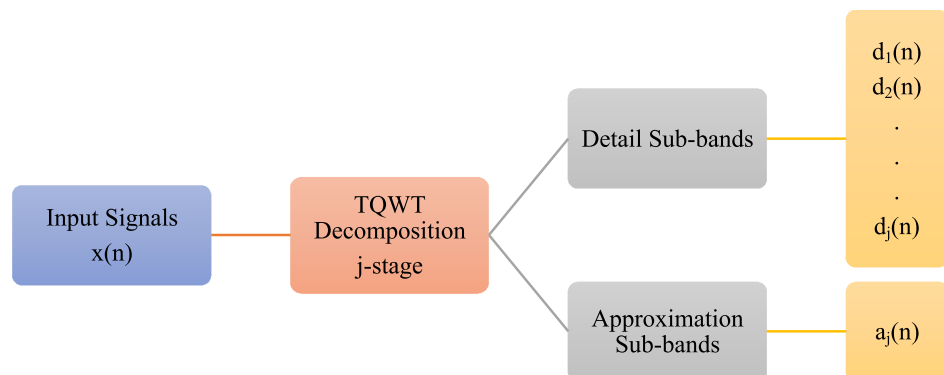 Input Signals
x(n)
TQWT
Decomposition
j-stage
Detail Sub-bands
Approximation
Sub-bands
d₁(n)
d₂(n)
.
.
.
dⱼ(n)
aⱼ(n)